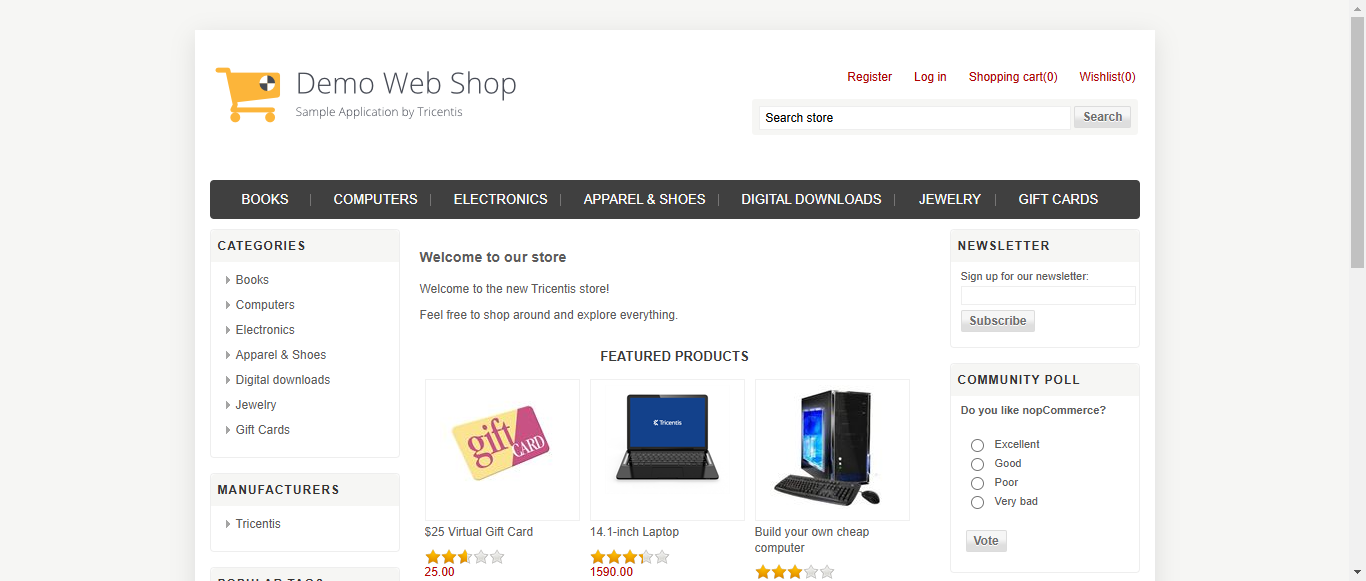 Demo Web Shop
Sample Application by Tricentis
Register Log in Shopping cart(0) Wishlist(0)
Search store Search
BOOKS COMPUTERS ELECTRONICS APPAREL & SHOES DIGITAL DOWNLOADS JEWELRY GIFT CARDS
CATEGORIES
Books
Computers
Electronics
Apparel & Shoes
Digital downloads
Jewelry
Gift Cards
MANUFACTURERS
Tricentis
POPULAR TAGS
Welcome to our store
Welcome to the new Tricentis store!
Feel free to shop around and explore everything.
FEATURED PRODUCTS
gift
CARD
$25 Virtual Gift Card
25.00
Tricentis
14.1-inch Laptop
1590.00
Build your own cheap
computer
NEWSLETTER
Sign up for our newsletter:
Subscribe
COMMUNITY POLL
Do you like nopCommerce?
Excellent
Good
Poor
Very bad
Vote